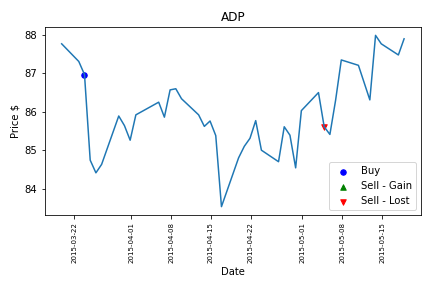 ADP
88
87
86
85
84
Price $
Buy
Sell - Gain
Sell - Lost
2015-03-22
2015-04-01
2015-04-08
2015-04-15
2015-04-22
2015-05-01
2015-05-08
2015-05-15
Date